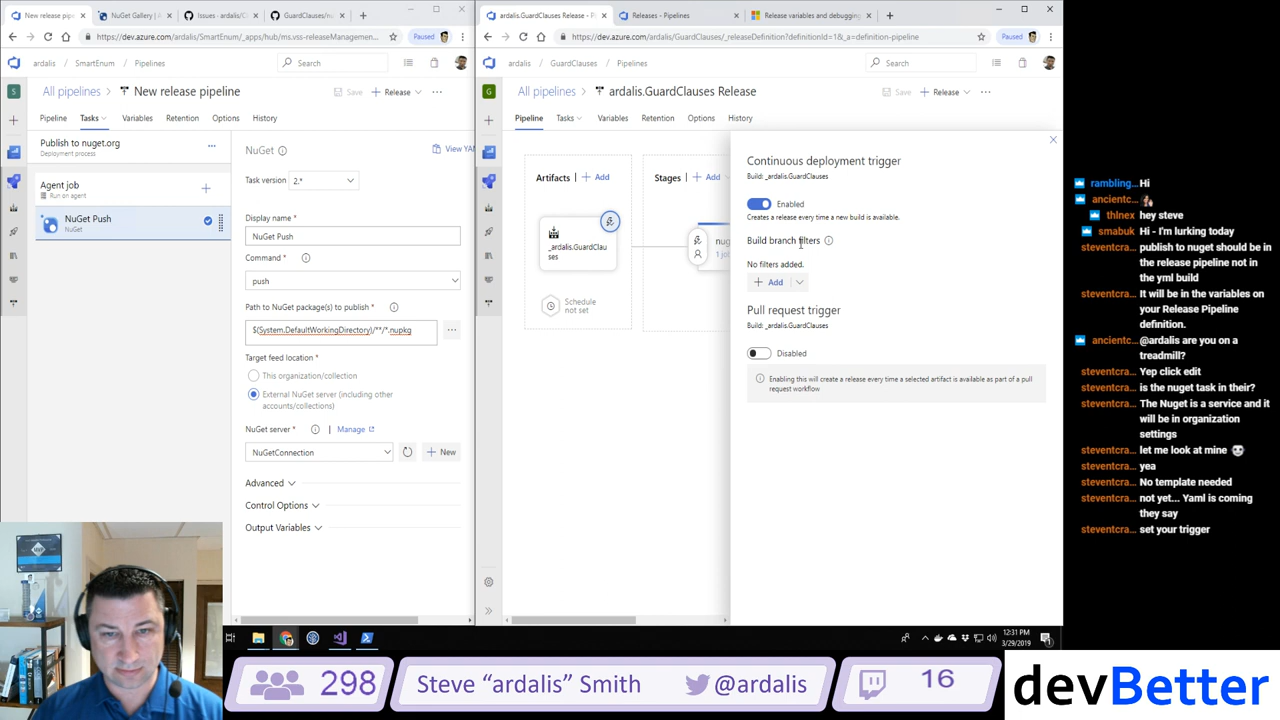 New release pipeline
NuGet Gallery |
Issues · ardalis/C
GuardClauses/nu
ardalis.GuardClauses Release - P
Releases - Pipelines
Release variables and debugging
https://dev.azure.com/ardalis/SmartEnum/_apps/hub/ms.vss-releaseManagemen...
Paused
https://dev.azure.com/ardalis/GuardClauses/_releaseDefinition?definitionId=1&_a=definition-pipeline
Paused
ardalis
SmartEnum
Pipelines
Search
ardalis
GuardClauses
Pipelines
Search
S
All pipelines
New release pipeline
Save
Release
G
All pipelines
ardalis.GuardClauses Release
Save
Release
Pipeline
Tasks
Variables
Retention
Options
History
Pipeline
Tasks
Variables
Retention
Options
History
Publish to nuget.org
Deployment process
Agent job
Run on agent
NuGet Push
NuGet
NuGet
View YA
Task version
2.*
Display name *
NuGet Push
Command *
push
Path to NuGet package(s) to publish *
$(System.DefaultWorkingDirectory)/**/*.nupkg
Target feed location *
This organization/collection
External NuGet server (including other
accounts/collections)
NuGet server *
Manage
NuGetConnection
New
Advanced
Control Options
Output Variables
Artifacts
Add
Stages
Add
_ardalis.GuardClau
ses
nug
1 jo
Schedule
not set
Continuous deployment trigger
Build: _ardalis.GuardClauses
Enabled
Creates a release every time a new build is available.
Build branch filters
No filters added.
Add
Pull request trigger
Build: _ardalis.GuardClauses
Disabled
Enabling this will create a release every time a selected artifact is available as part of a pull
request workflow
rambling... Hi
ancientc...
thlnex hey steve
smabuk Hi - I'm lurking today
steventcra... publish to nuget should be in
the release pipeline not in
the yml build
steventcra... It will be in the variables on
your Release Pipeline
definition.
ancientc... @ardalis are you on a
treadmill?
steventcra... Yep click edit
steventcra... is the nuget task in their?
steventcra... The Nuget is a service and it
will be in organization
settings
steventcra... let me look at mine
steventcra... yea
steventcra... No template needed
steventcra... not yet... Yaml is coming
they say
steventcra... set your trigger
12:31 PM
3/29/2019
298
Steve “ardalis” Smith
@ardalis
16
devBetter